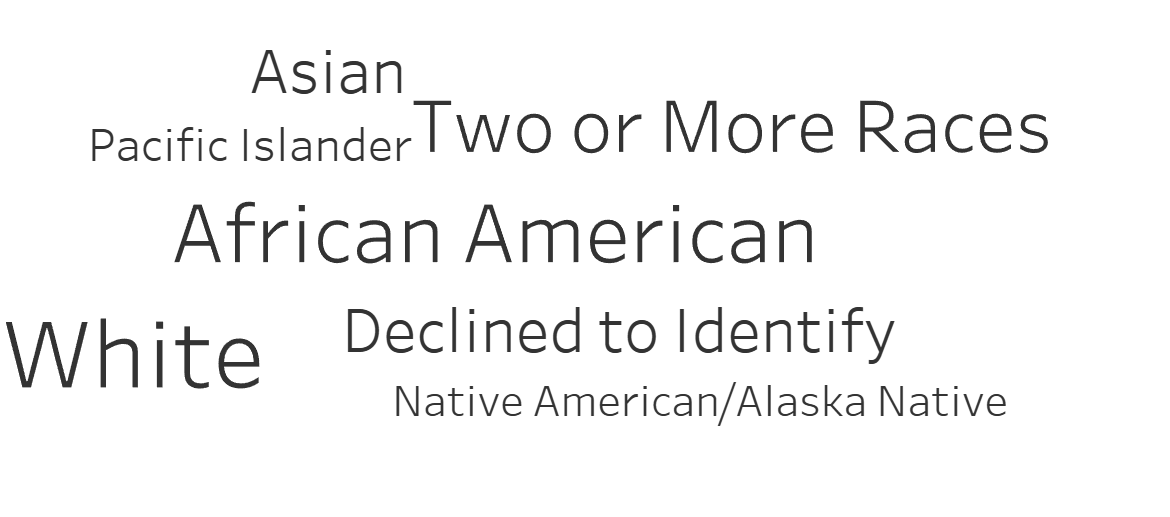 Asian
Two or More Races
Pacific Islander
African American
White
Declined to Identify
Native American/Alaska Native